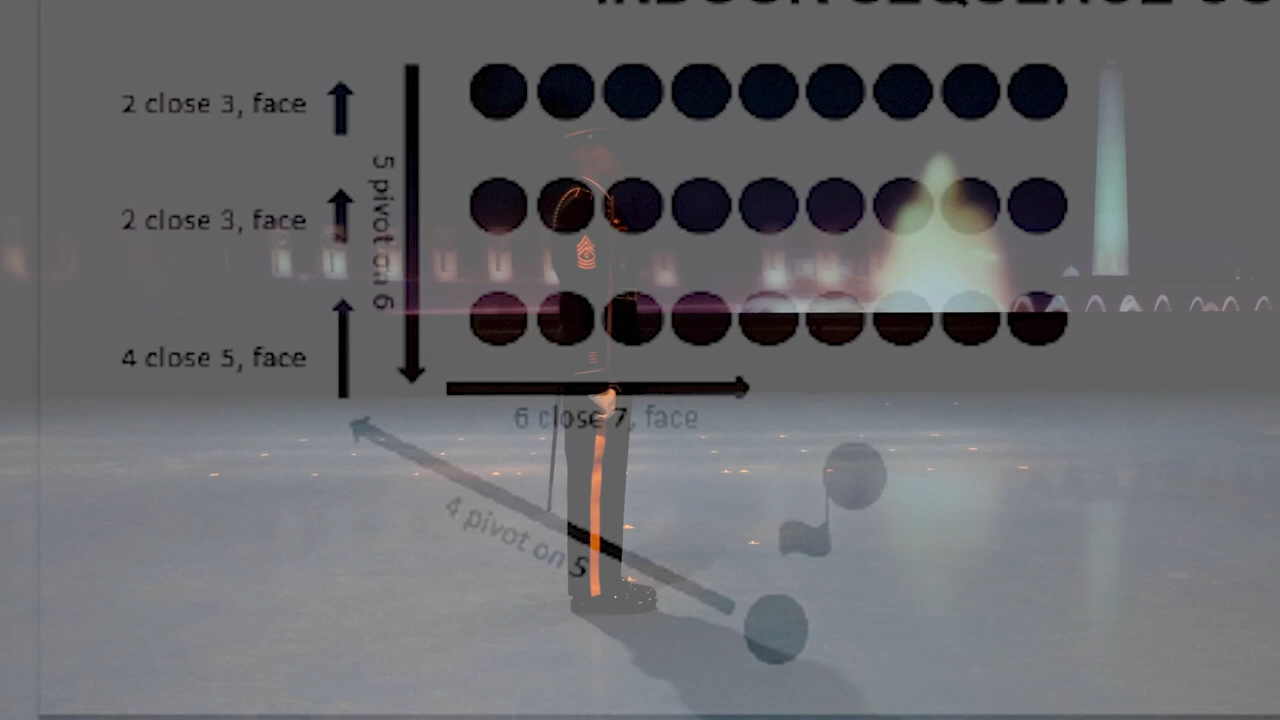 2 close 3, face
5 pivot on 6
2 close 3, face
4 close 5, face
6 close 7, face
4 pivot on 5